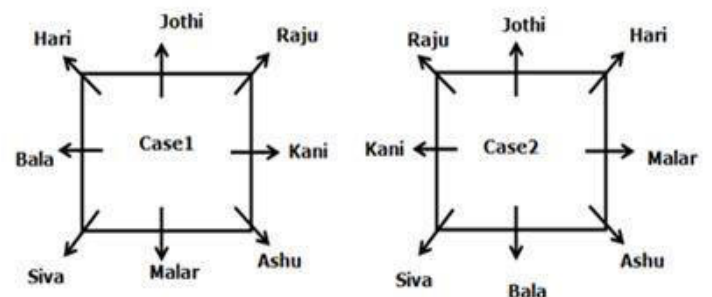 Hari Jothi Raju
Bala Case1 Kani
Siva Malar Ashu
Raju Jothi Hari
Kani Case2 Malar
Siva Bala Ashu